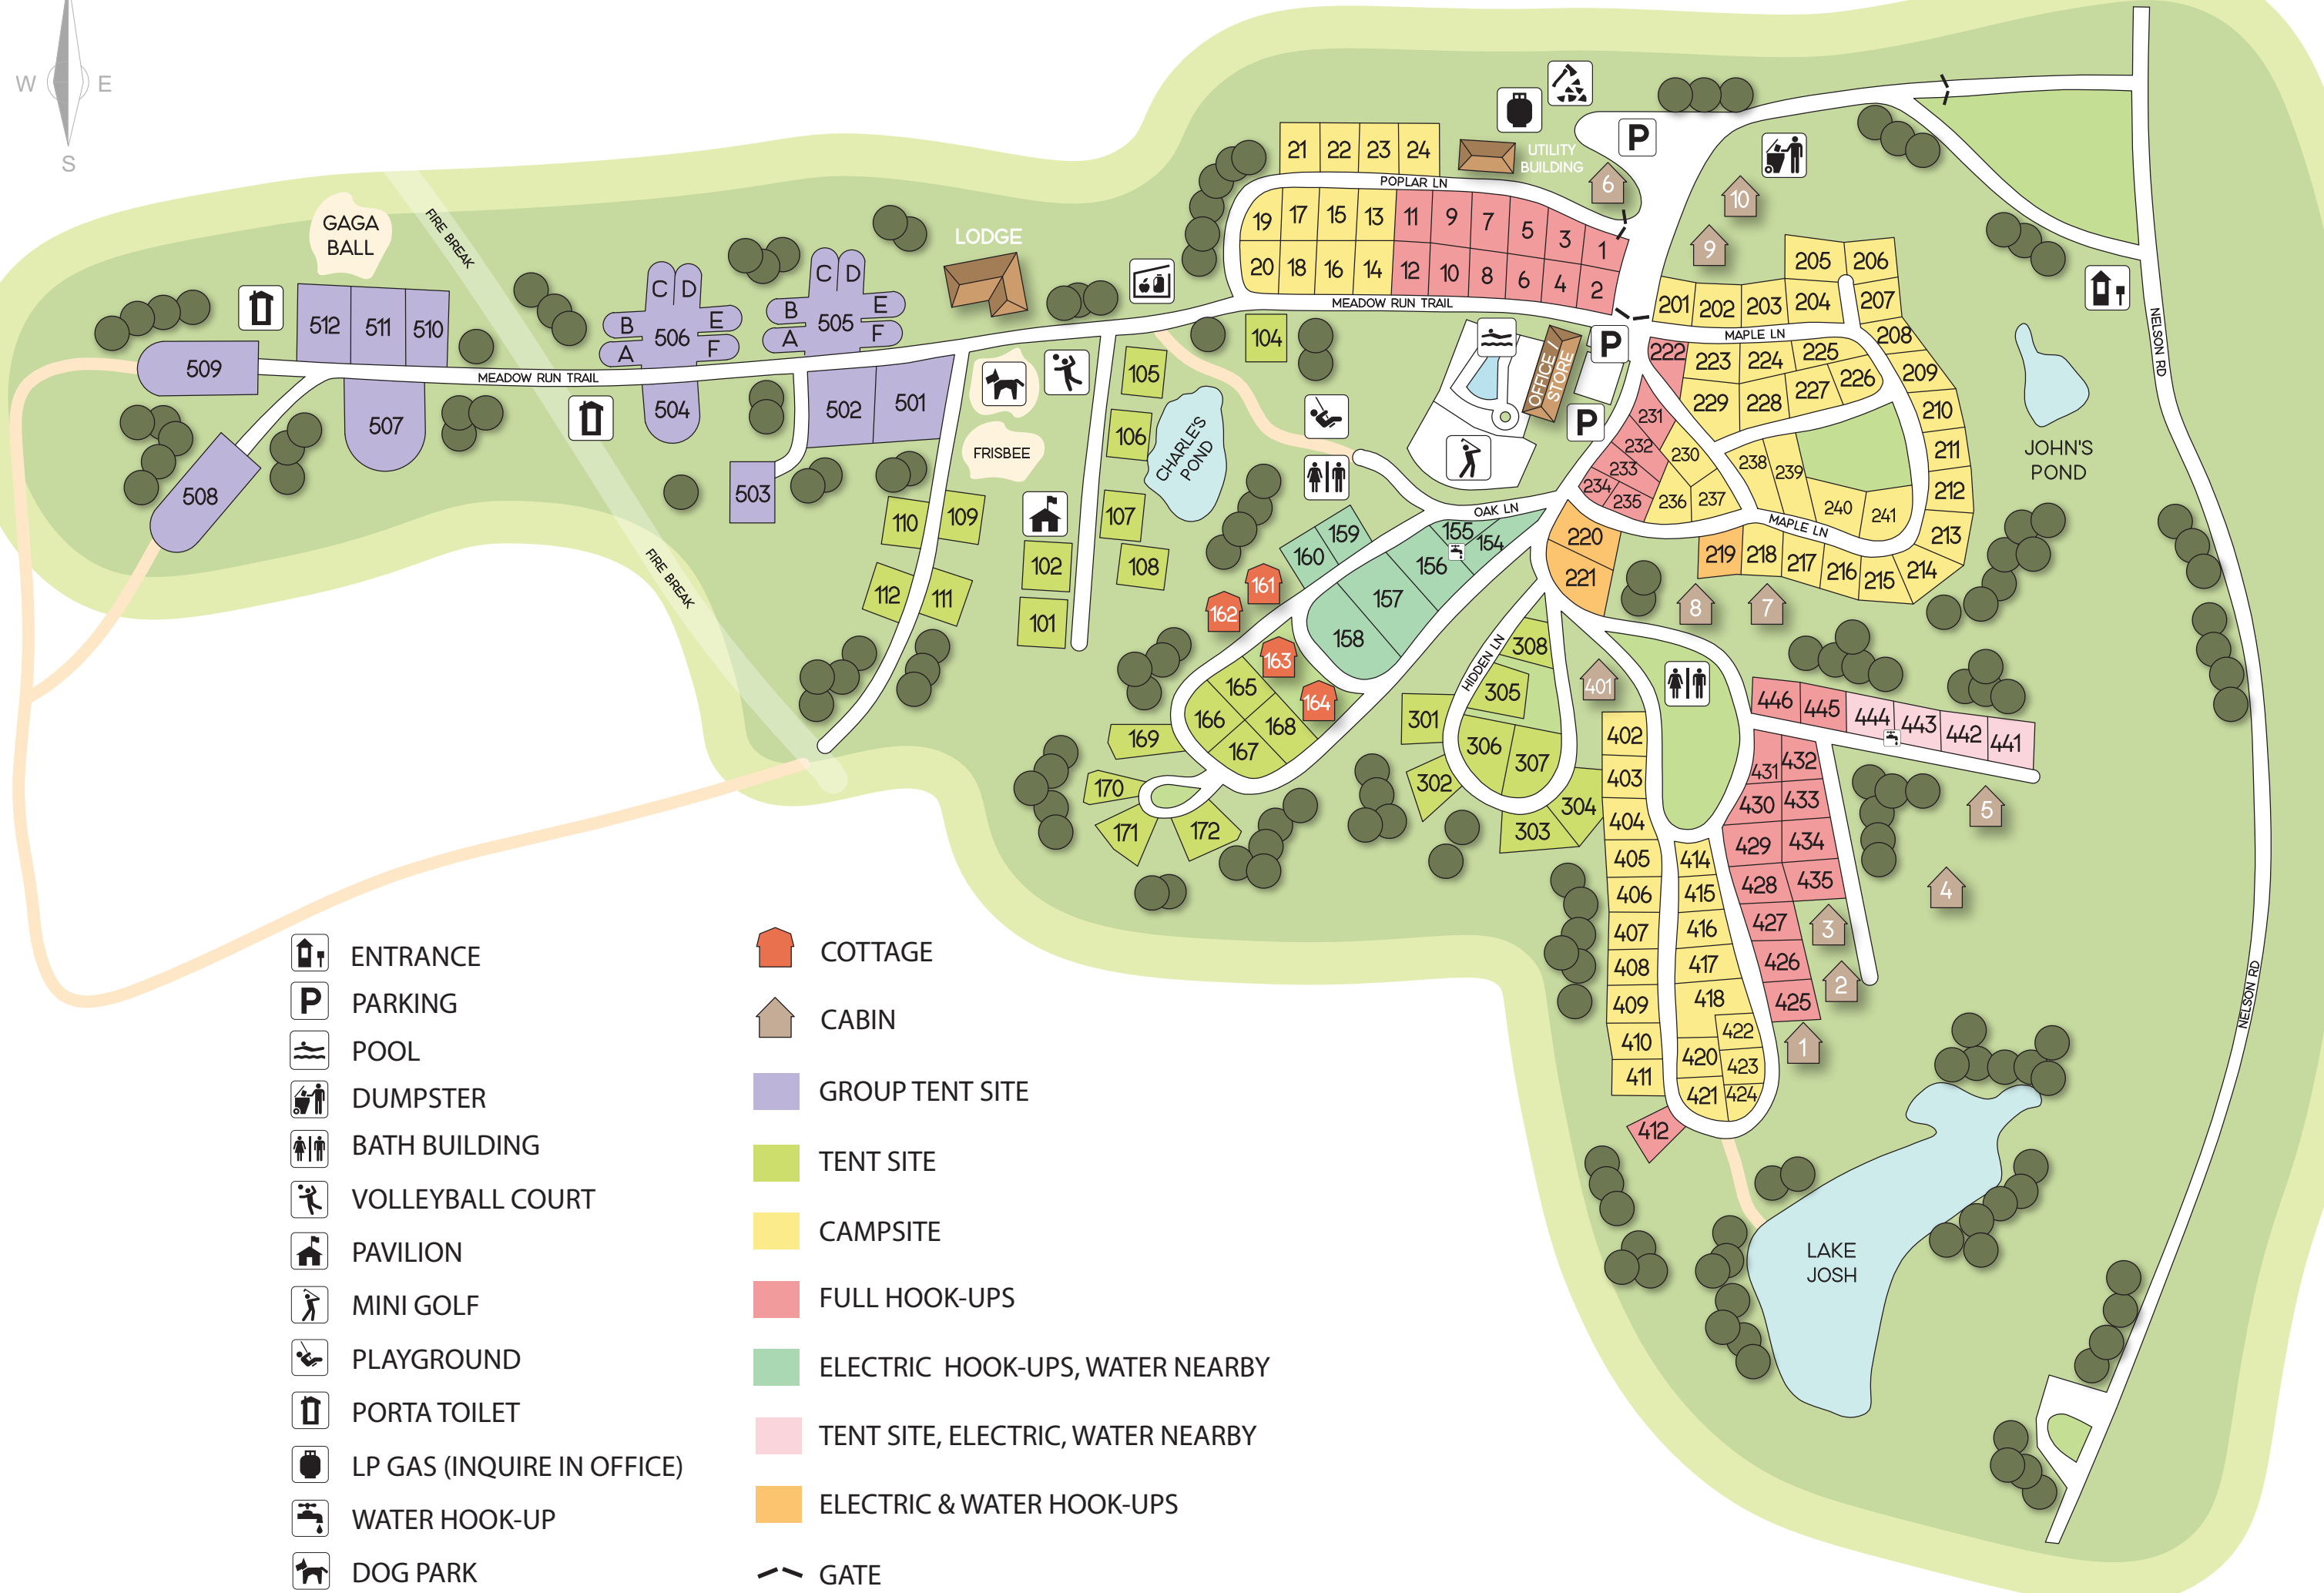 W E
S
GAGA
BALL
FIRE BREAK
LODGE
UTILITY
BUILDING
P
6
10
9
21 22 23 24
POPLAR LN
19 17 15 13 11 9 7 5 3 1
20 18 16 14 12 10 8 6 4 2
MEADOW RUN TRAIL
205 206
201 202 203 204 207
MAPLE LN
208
222 223 224 225
209
229 228 227 226
210
231
211
232
230
238 239
233
212
234 235 236 237
240 241
MAPLE LN
213
219 218 217 216 215 214
220
221
8 7
NELSON RD
JOHN'S
POND
512 511 510
509
MEADOW RUN TRAIL
507
508
C D
B E
506
A F
504
C D
B E
505
A F
502 501
503
FRISBEE
104
105
106
CHARLE'S
POND
107
108
110 109
112 111
102
101
FIRE BREAK
OFFICE /
STORE
P
P
OAK LN
155
154
159
160
156
157
158
161
162
163
164
165
166
168
167
169
170
171
172
HIDDEN LN
308
305
301
306
307
302
304
303
401
402
403
404
405
406
407
408
409
410
411
412
414
415
416
417
418
422
420
423
421 424
446 445 444 443 442 441
431 432
430 433
429 434
428 435
427
426
425
3
2
1
5
4
NELSON RD
LAKE
JOSH
ENTRANCE
P PARKING
POOL
DUMPSTER
BATH BUILDING
VOLLEYBALL COURT
PAVILION
MINI GOLF
PLAYGROUND
PORTA TOILET
LP GAS (INQUIRE IN OFFICE)
WATER HOOK-UP
DOG PARK
COTTAGE
CABIN
GROUP TENT SITE
TENT SITE
CAMPSITE
FULL HOOK-UPS
ELECTRIC HOOK-UPS, WATER NEARBY
TENT SITE, ELECTRIC, WATER NEARBY
ELECTRIC & WATER HOOK-UPS
GATE